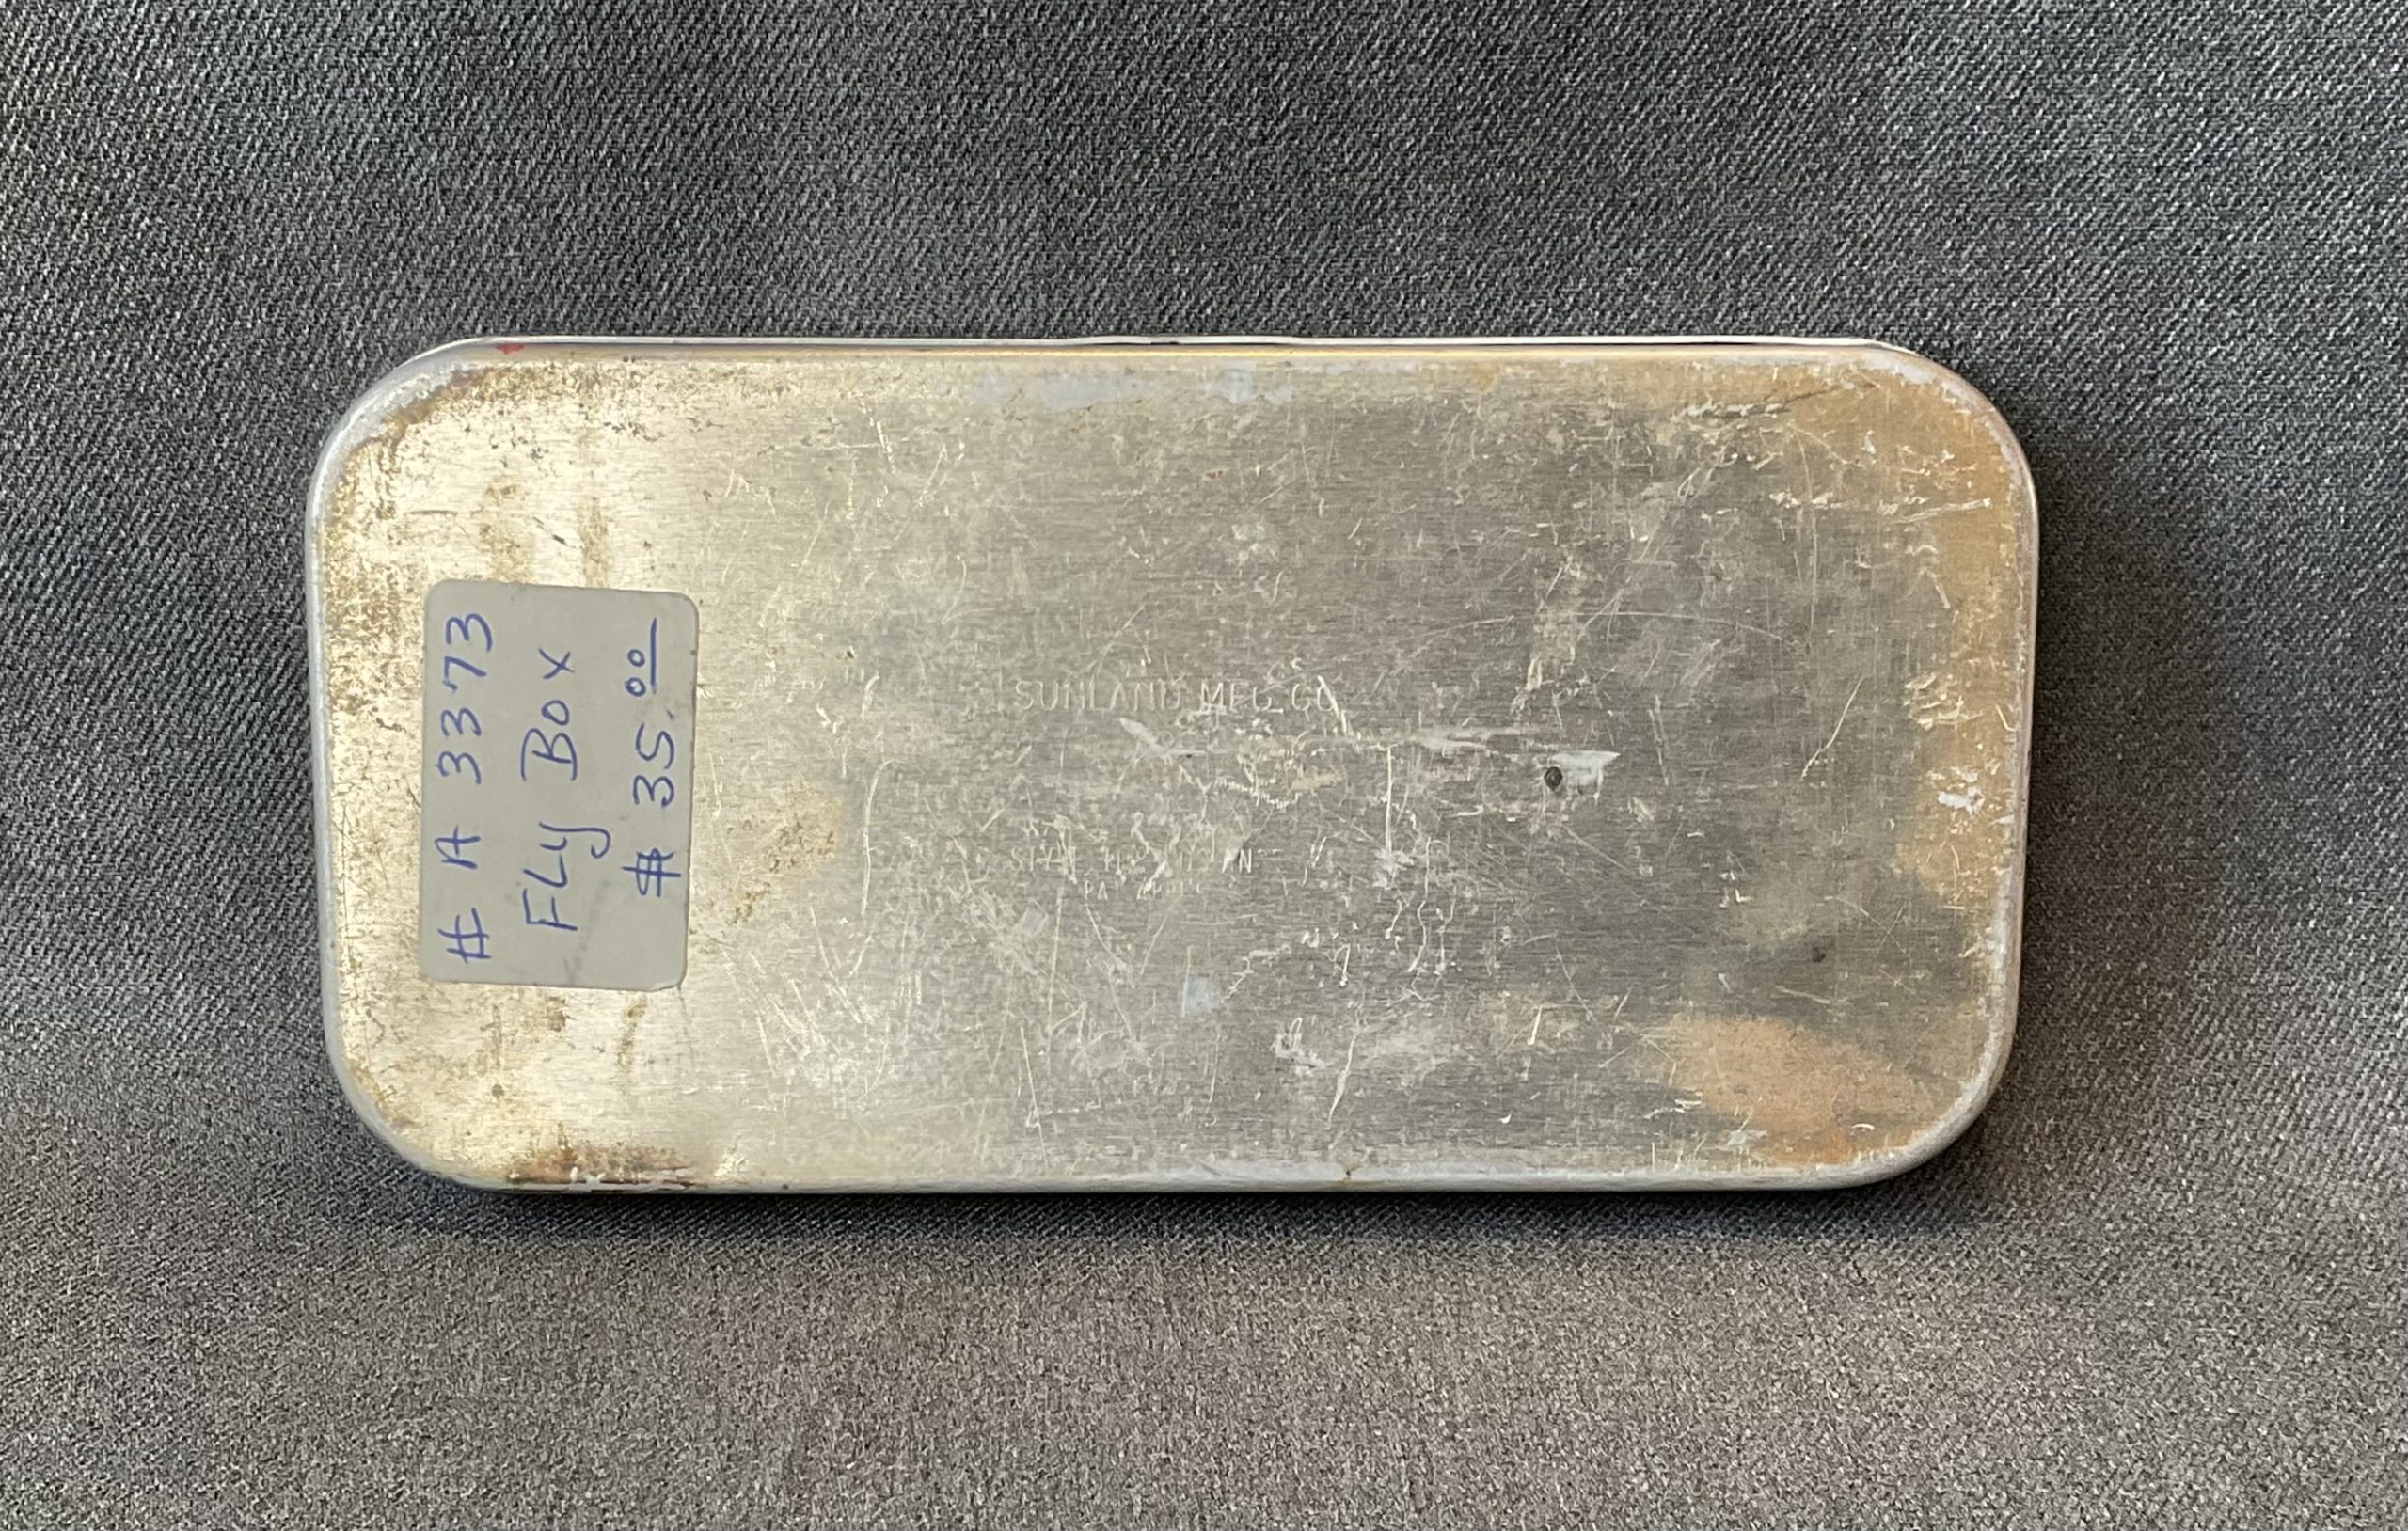 # A 3373
Fly Box
$ 35.00
SUNLAND MFG CO